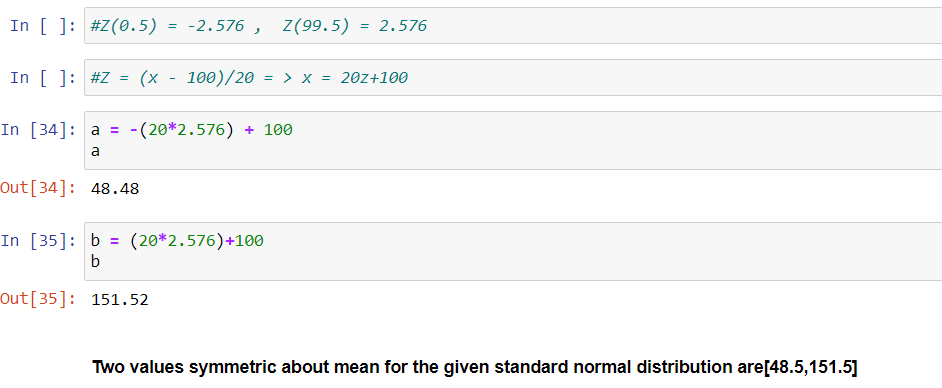 In [ ]: #Z(0.5) = -2.576 ,  Z(99.5) = 2.576
In [ ]: #Z = (x - 100)/20 = > x = 20z+100
In [34]: a = -(20*2.576) + 100
a
Out[34]: 48.48
In [35]: b = (20*2.576)+100
b
Out[35]: 151.52
Two values symmetric about mean for the given standard normal distribution are[48.5,151.5]